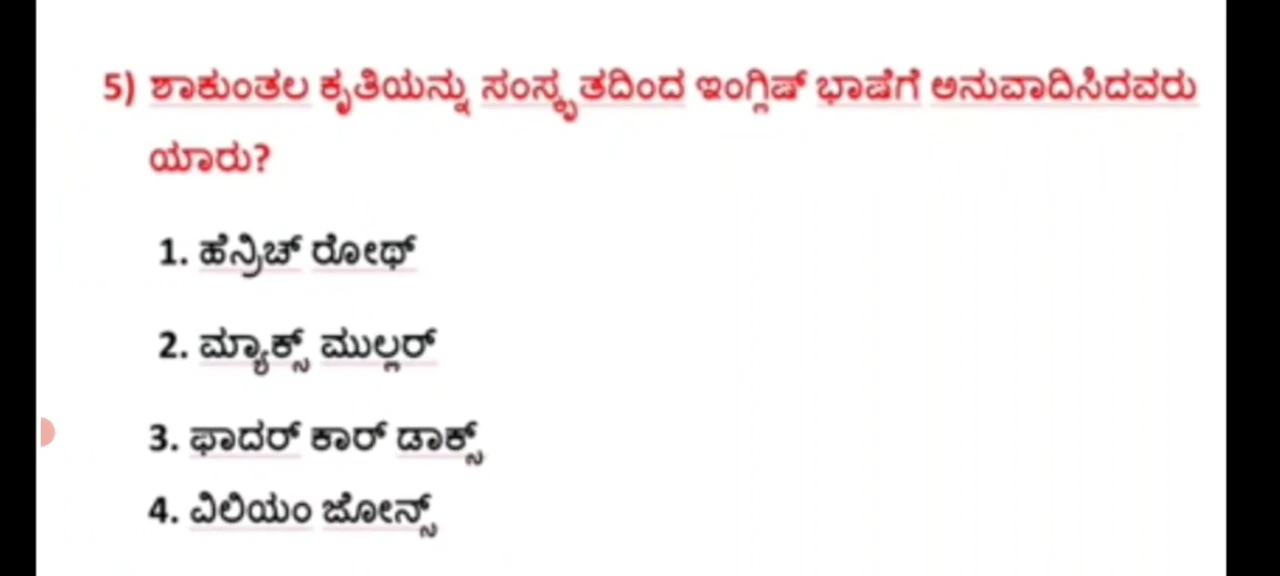 5) ಶಾಕುಂತಲ ಕೃತಿಯನ್ನು ಸಂಸ್ಕೃತದಿಂದ ಇಂಗ್ಲಿಷ್ ಭಾಷೆಗೆ ಅನುವಾದಿಸಿದವರು
ಯಾರು?
1. ಹೆನ್ರಿಚ್ ರೋಥ್
2. ಮ್ಯಾಕ್ಸ್ ಮುಲ್ಲರ್
3. ಫಾದರ್ ಕಾರ್ ಡಾಕ್ಸ್
4. ವಿಲಿಯಂ ಜೋನ್ಸ್